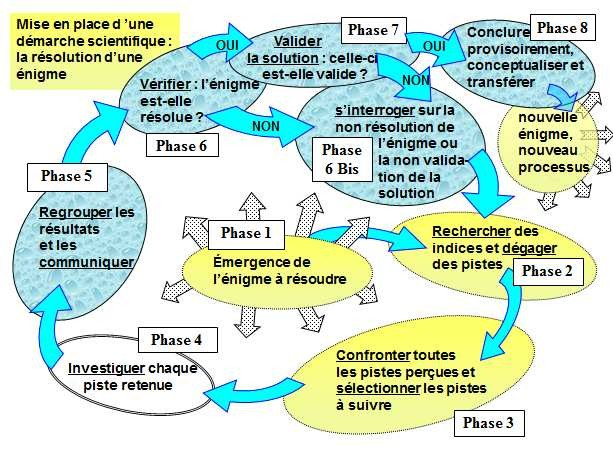 Mise en place d 'une
démarche scientifique :
la résolution d'une
énigme
Phase 1
Émergence de
l'énigme à résoudre
Rechercher des
indices et dégager
des pistes
Phase 2
Confronter toutes
les pistes perçues et
sélectionner les pistes
à suivre
Phase 3
Phase 4
Investiguer chaque
piste retenue
Phase 5
Regrouper les
résultats
et les
communiquer
Vérifier : l'énigme
est-elle
résolue ?
Phase 6
OUI
NON
Phase 7
Valider
la solution : celle-ci
est-elle valide ?
OUI
NON
s'interroger sur la
non résolution de
l'énigme ou
la non valida-
tion de la
solution
Phase
6 Bis
Phase 8
Conclure
provisoirement,
conceptualiser et
transférer
nouvelle
énigme,
nouveau
processus